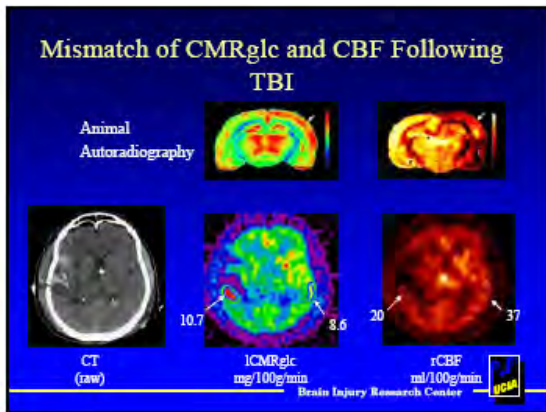 Mismatch of CMRglc and CBF Following
TBI
Animal
Autoradiography
10.7
8.6
20
37
CT
(raw)
lCMRglc
mg/100g/min
rCBF
ml/100g/min
Brain Injury Research Center
UCLA